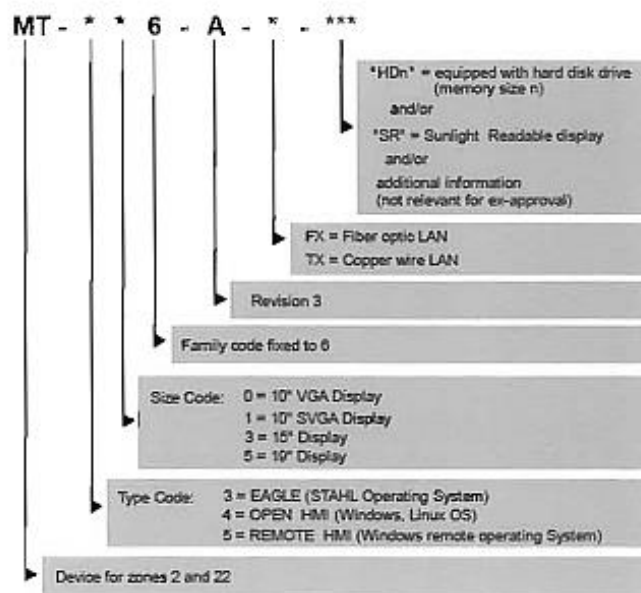 MT - * * 6 - A - * - ***
"HDn" = equipped with hard disk drive
(memory size n)
and/or
"SR" = Sunlight Readable display
and/or
additional information
(not relevant for ex-approval)
FX = Fiber optic LAN
TX = Copper wire LAN
Revision 3
Family code fixed to 6
Size Code: 0 = 10" VGA Display
1 = 10" SVGA Display
3 = 15" Display
5 = 19" Display
Type Code: 3 = EAGLE (STAHL Operating System)
4 = OPEN HMI (Windows, Linux OS)
5 = REMOTE HMI (Windows remote operating System)
Device for zones 2 and 22